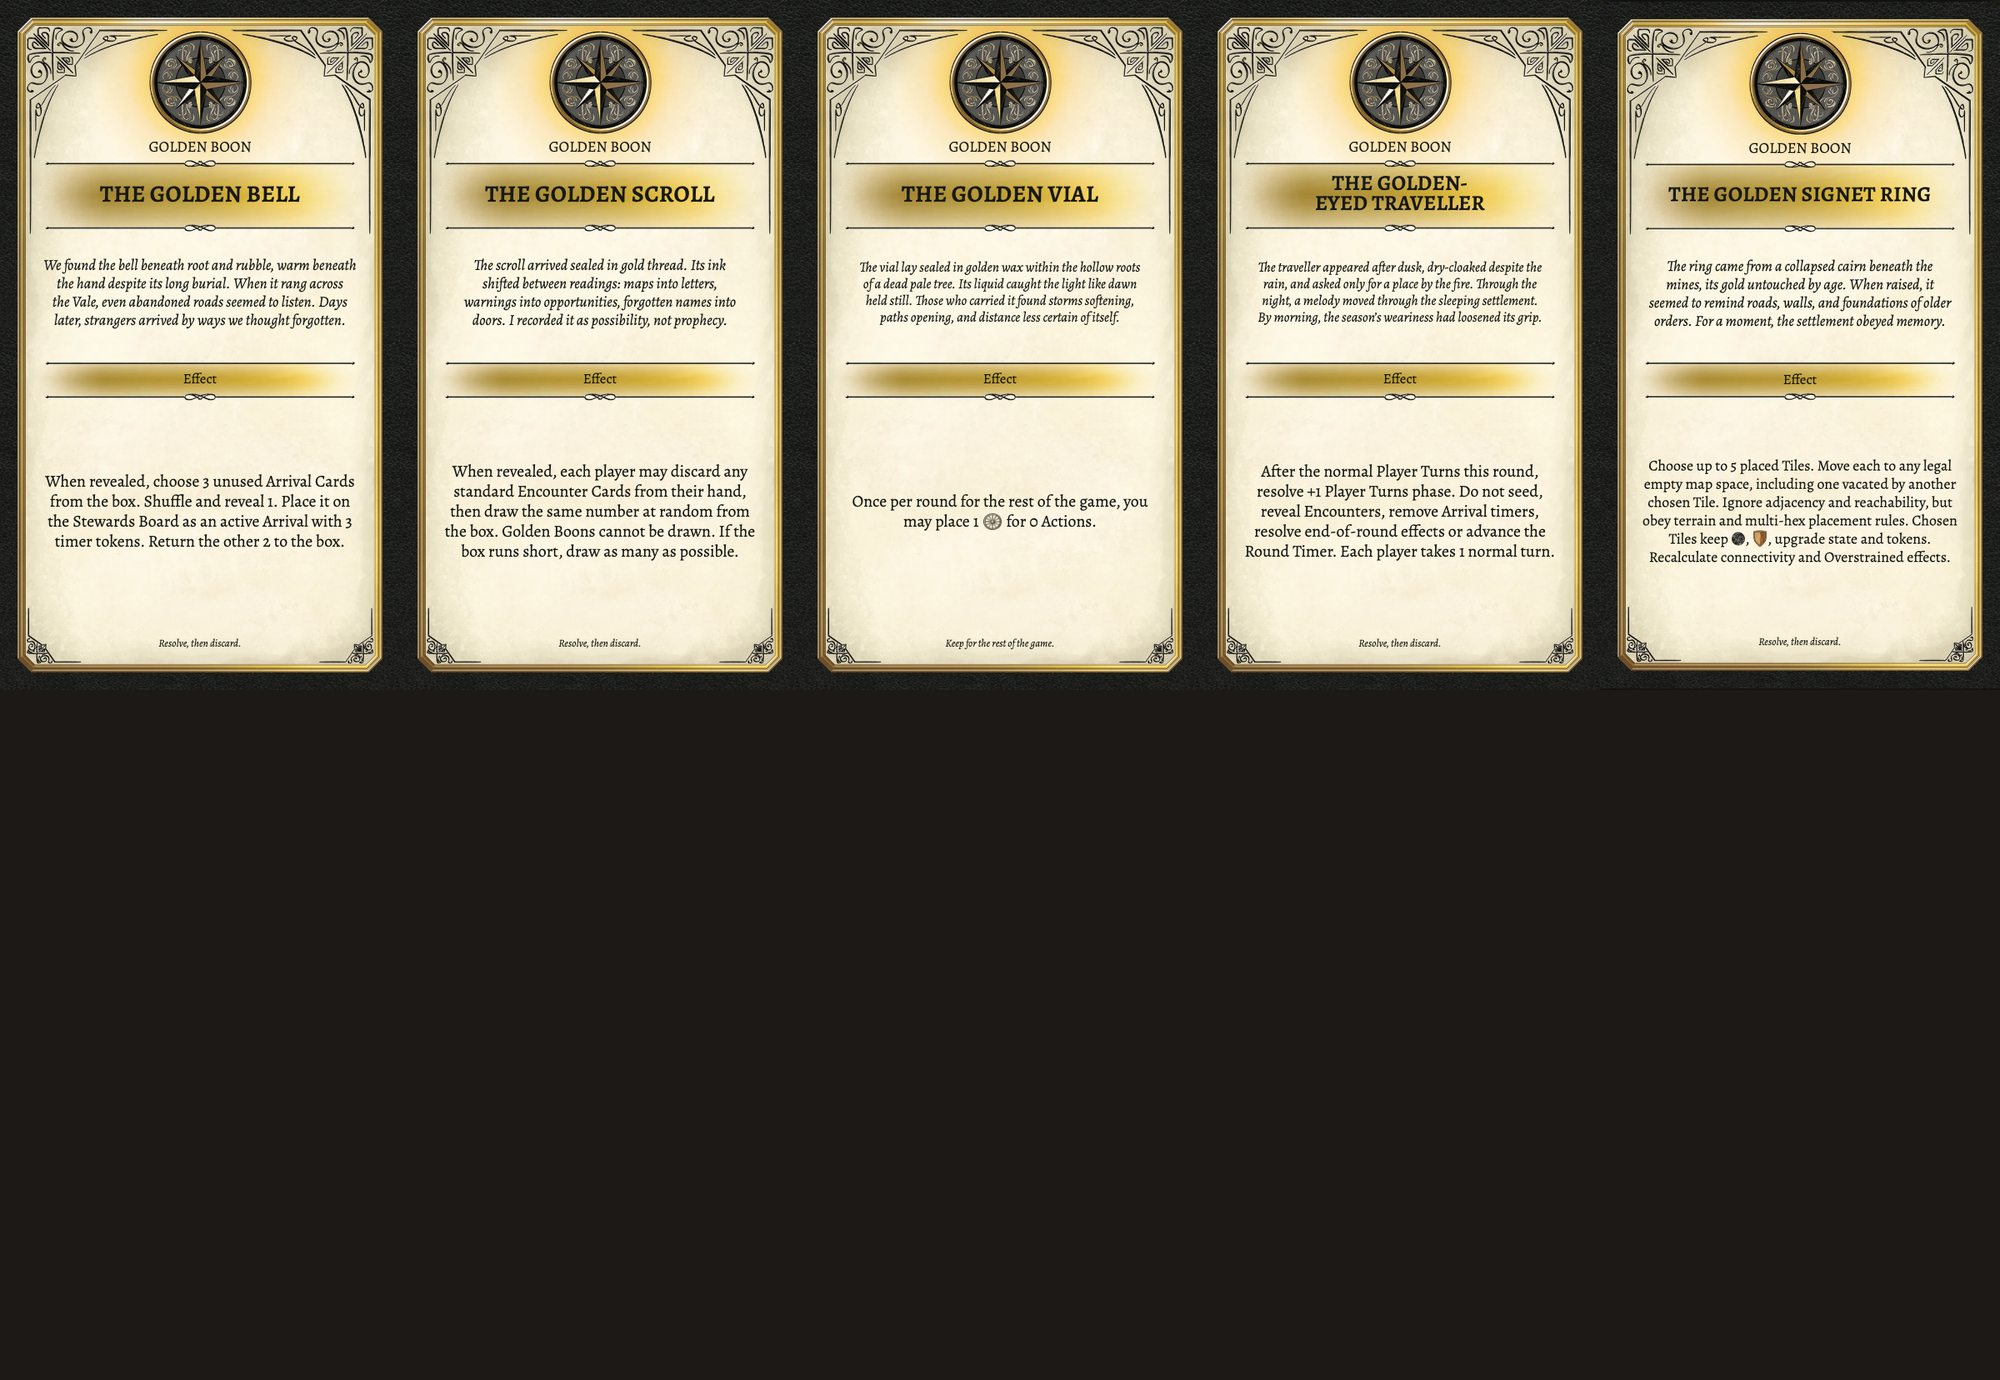 GOLDEN BOON
THE GOLDEN BELL
We found the bell beneath root and rubble, warm beneath
the hand despite its long burial. When it rang across
the Vale, even abandoned roads seemed to listen. Days
later, strangers arrived by ways we thought forgotten.
Effect
When revealed, choose 3 unused Arrival Cards
from the box. Shuffle and reveal 1. Place it on
the Stewards Board as an active Arrival with 3
timer tokens. Return the other 2 to the box.
Resolve, then discard.
GOLDEN BOON
THE GOLDEN SCROLL
The scroll arrived sealed in gold thread. Its ink
shifted between readings: maps into letters,
warnings into opportunities, forgotten names into
doors. I recorded it as possibility, not prophecy.
Effect
When revealed, each player may discard any
standard Encounter Cards from their hand,
then draw the same number at random from
the box. Golden Boons cannot be drawn. If the
box runs short, draw as many as possible.
Resolve, then discard.
GOLDEN BOON
THE GOLDEN VIAL
The vial lay sealed in golden wax within the hollow roots
of a dead pale tree. Its liquid caught the light like dawn
held still. Those who carried it found storms softening,
paths opening, and distance less certain of itself.
Effect
Once per round for the rest of the game, you
may place 1 for 0 Actions.
Keep for the rest of the game.
GOLDEN BOON
THE GOLDEN-
EYED TRAVELLER
The traveller appeared after dusk, dry-cloaked despite the
rain, and asked only for a place by the fire. Through the
night, a melody moved through the sleeping settlement.
By morning, the season's weariness had loosened its grip.
Effect
After the normal Player Turns this round,
resolve +1 Player Turns phase. Do not seed,
reveal Encounters, remove Arrival timers,
resolve end-of-round effects or advance the
Round Timer. Each player takes 1 normal turn.
Resolve, then discard.
GOLDEN BOON
THE GOLDEN SIGNET RING
The ring came from a collapsed cairn beneath the
mines, its gold untouched by age. When raised, it
seemed to remind roads, walls, and foundations of older
orders. For a moment, the settlement obeyed memory.
Effect
Choose up to 5 placed Tiles. Move each to any legal
empty map space, including one vacated by another
chosen Tile. Ignore adjacency and reachability, but
obey terrain and multi-hex placement rules. Chosen
Tiles keep , , upgrade state and tokens.
Recalculate connectivity and Overstrained effects.
Resolve, then discard.